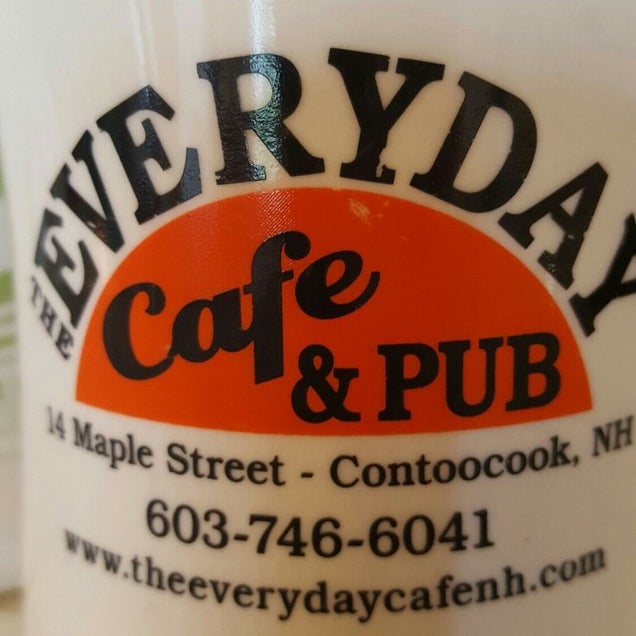 THE
EVERYDAY
Cafe
& PUB
14 Maple Street - Contoocook, NH
603-746-6041
www.theeverydaycafenh.com